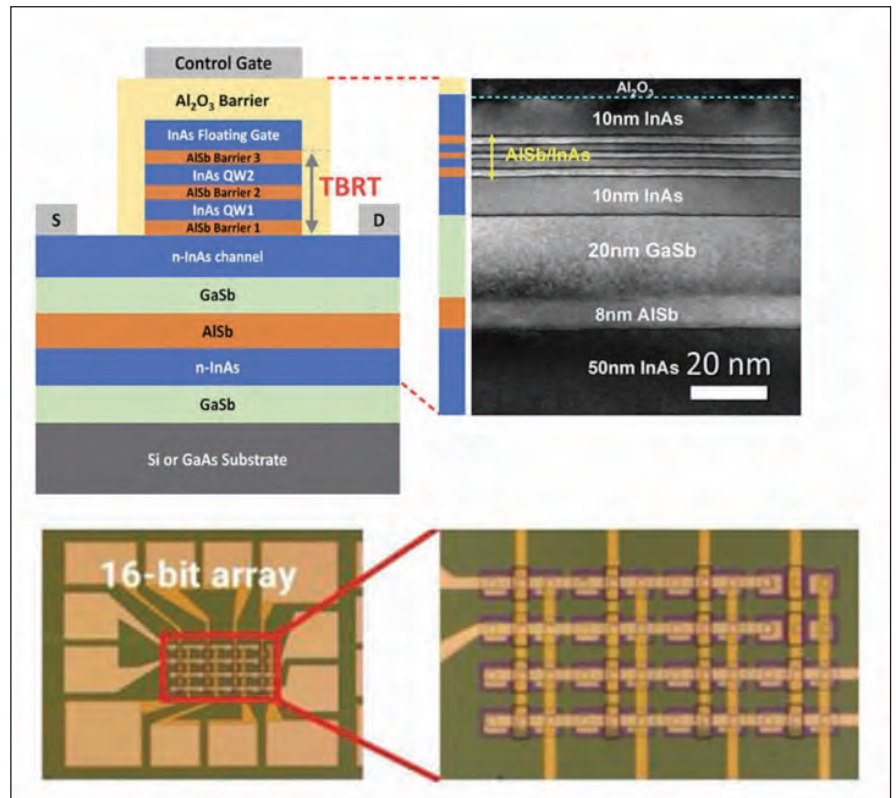 Control Gate
Al₂O₃ Barrier
InAs Floating Gate
AlSb Barrier 3
InAs QW2
AlSb Barrier 2
InAs QW1
AlSb Barrier 1
TBRT
S
D
n-InAs channel
GaSb
AlSb
n-InAs
GaSb
Si or GaAs Substrate
Al₂O₃
10nm InAs
AlSb/InAs
10nm InAs
20nm GaSb
8nm AlSb
50nm InAs
20 nm
16-bit array